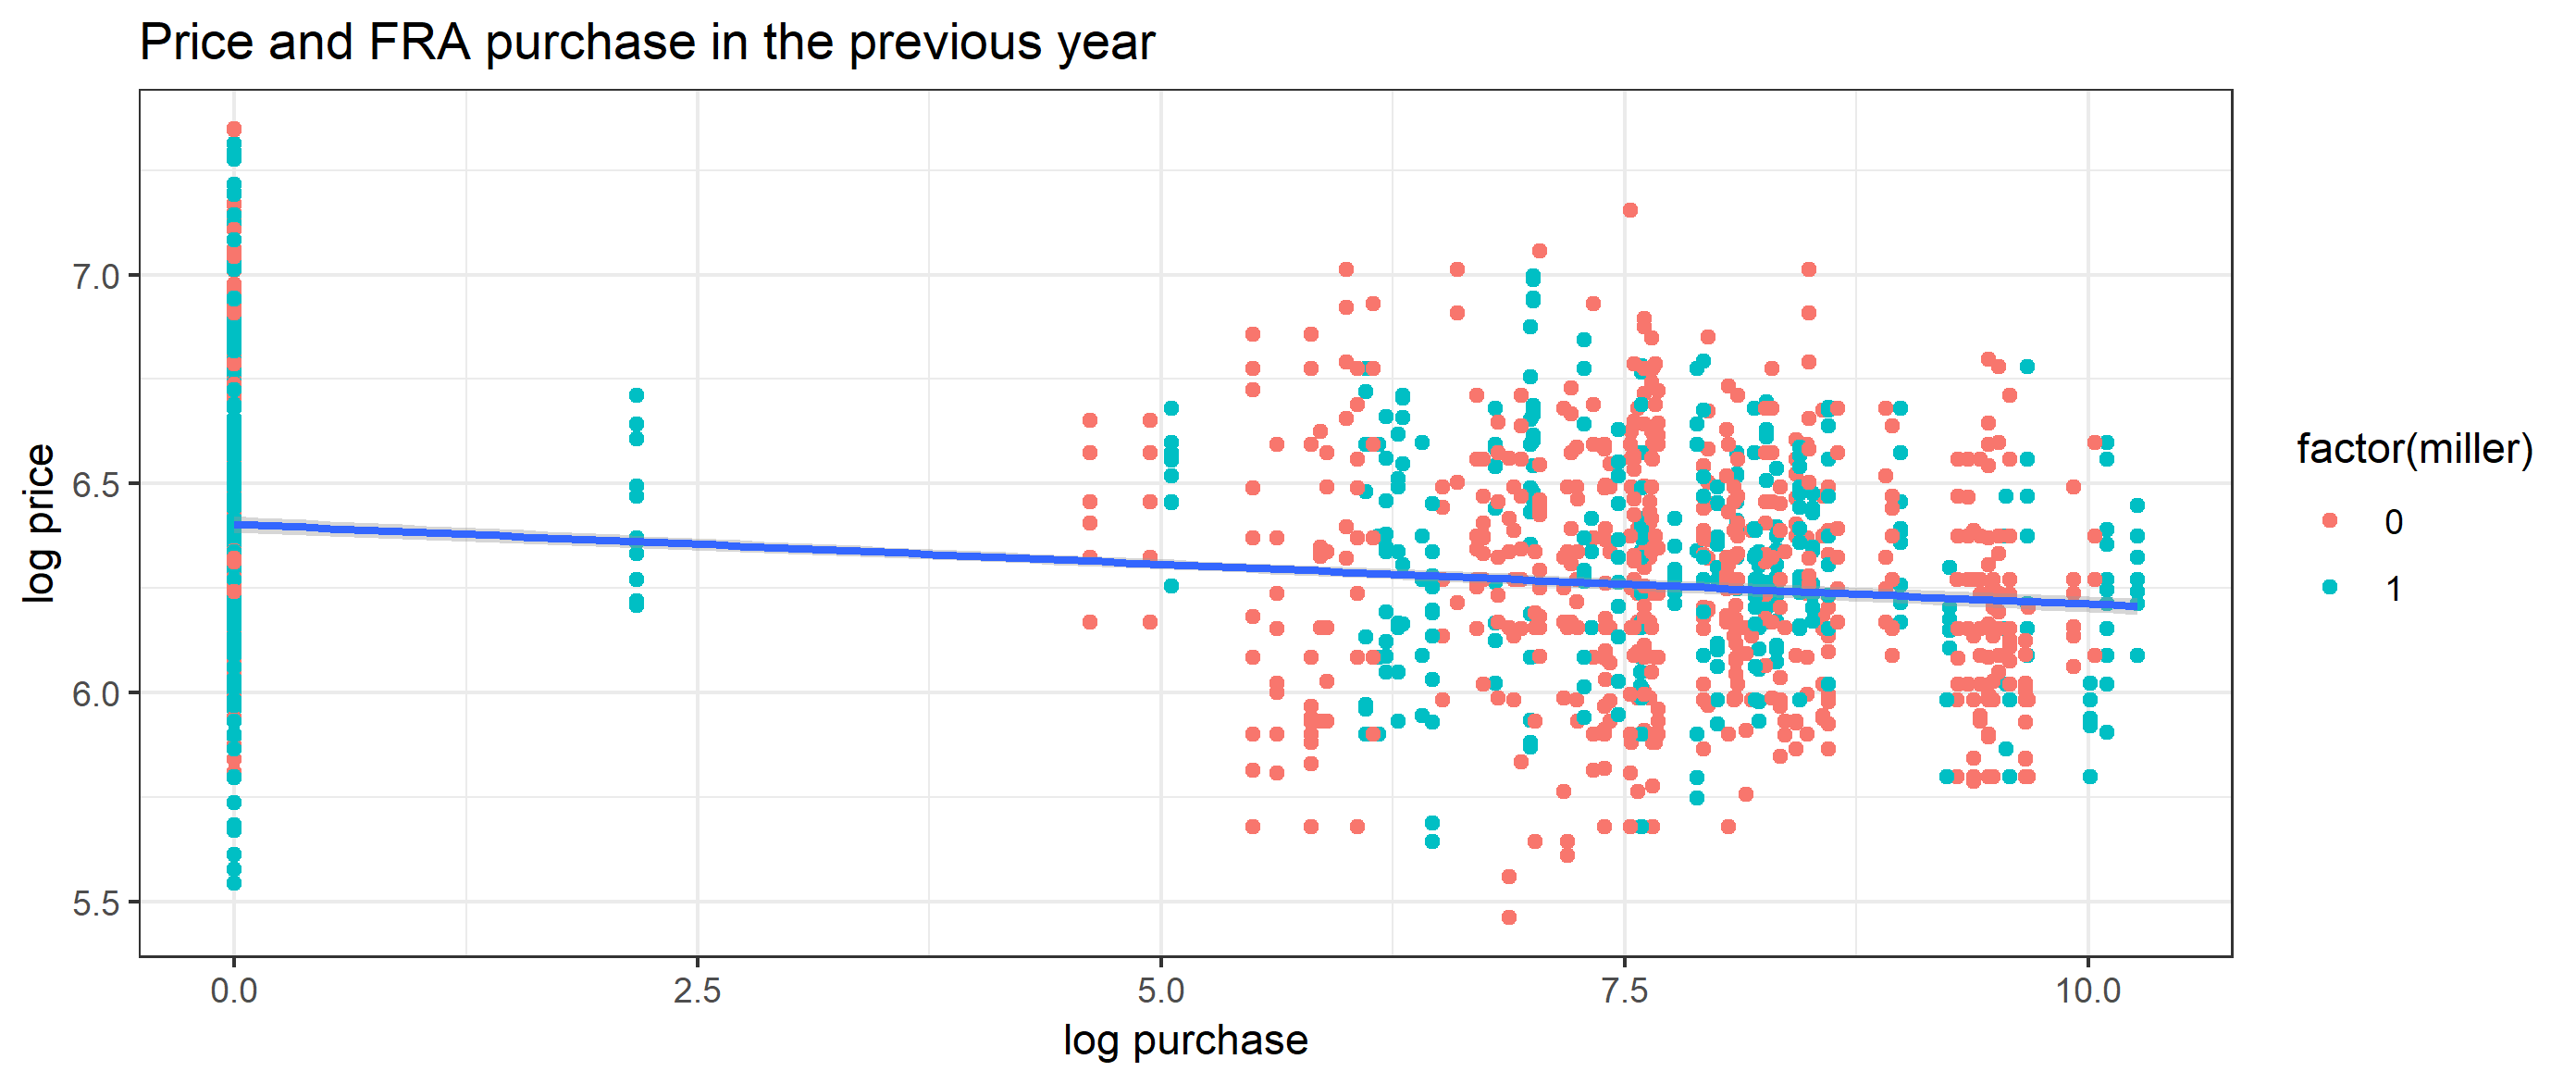 Price and FRA purchase in the previous year
log price
7.0
6.5
6.0
5.5
0.0 2.5 5.0 7.5 10.0
log purchase
factor(miller)
0
1